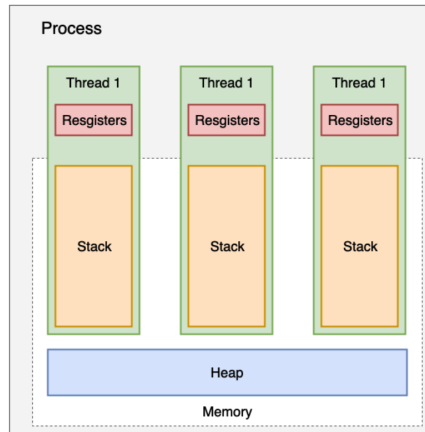 Process
Thread 1 Thread 1 Thread 1
Resgisters Resgisters Resgisters
Stack Stack Stack
Heap
Memory